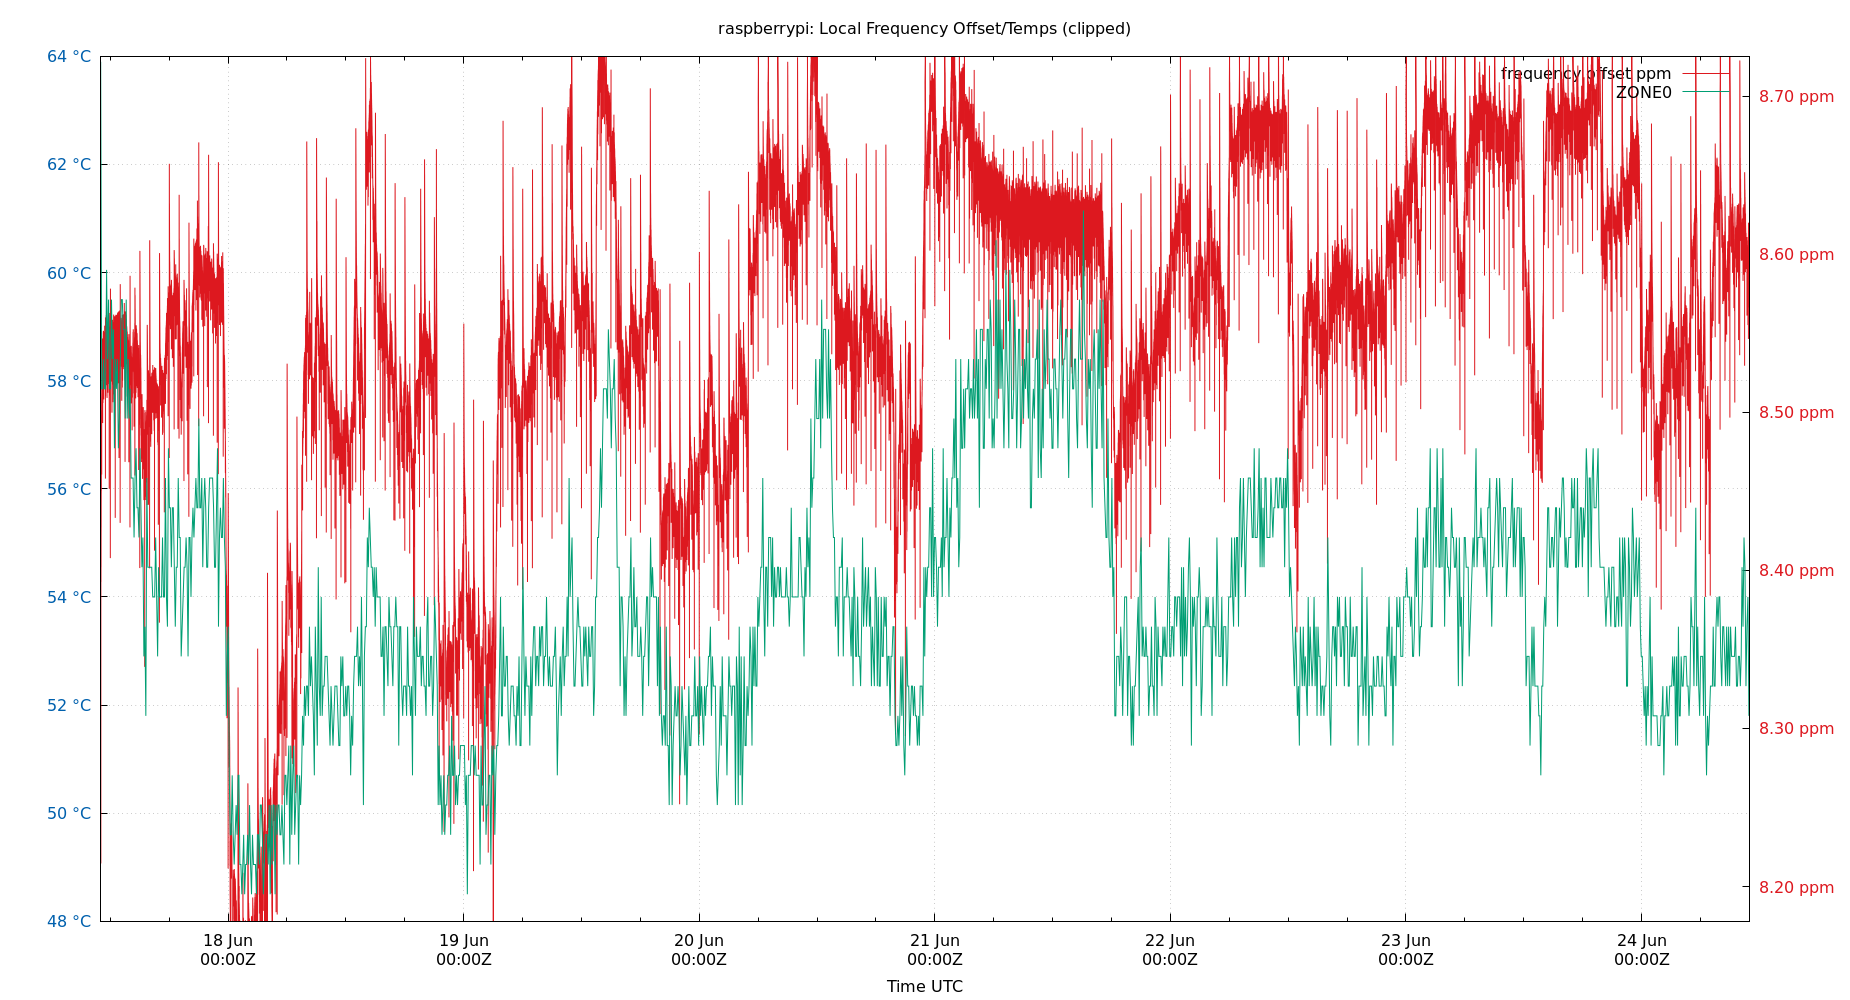 raspberrypi: Local Frequency Offset/Temps (clipped)
64 °C
62 °C
60 °C
58 °C
56 °C
54 °C
52 °C
50 °C
48 °C
frequency offset ppm
ZONE0
8.70 ppm
8.60 ppm
8.50 ppm
8.40 ppm
8.30 ppm
8.20 ppm
18 Jun
00:00Z
19 Jun
00:00Z
20 Jun
00:00Z
21 Jun
00:00Z
22 Jun
00:00Z
23 Jun
00:00Z
24 Jun
00:00Z
Time UTC